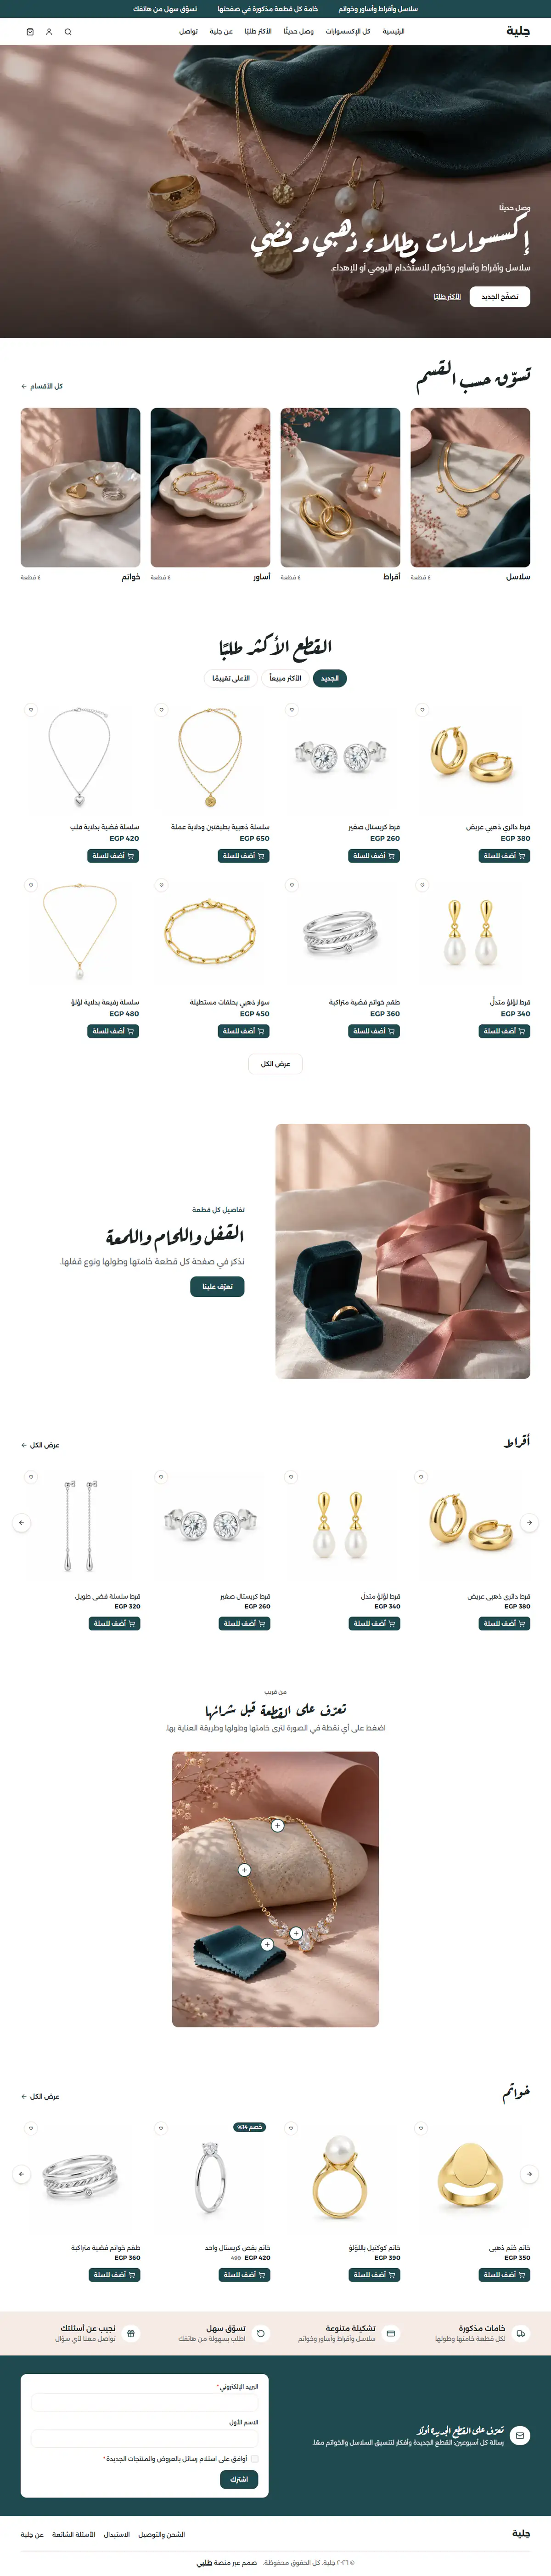 سلاسل وأقراط وأساور وخواتم
خامة كل قطعة مذكورة في صفحتها
تسوّق سهل من هاتفك
حِلية
الرئيسية
كل الإكسسوارات
وصل حديثًا
الأكثر طلبًا
عن حِلية
تواصل
وصل حديثًا
إكسسوارات بطلاء ذهبي وفضي
سلاسل وأقراط وأساور وخواتم للاستخدام اليومي أو للإهداء.
تصفّح الجديد
الأكثر طلبًا
تسوّق حسب القسم
كل الأقسام ←
سلاسل
٤ قطعة
أقراط
٤ قطعة
أساور
٤ قطعة
خواتم
٤ قطعة
القطع الأكثر طلبًا
الجديد
الأكثر مبيعاً
الأعلى تقييمًا
قرط دائري ذهبي عريض
EGP 380
أضف للسلة
قرط كريستال صغير
EGP 260
أضف للسلة
سلسلة ذهبية بطبقتين ودلاية عملة
EGP 650
أضف للسلة
سلسلة فضية بدلاية قلب
EGP 420
أضف للسلة
قرط لؤلؤ متدلٍّ
EGP 340
أضف للسلة
طقم خواتم فضية متراكبة
EGP 360
أضف للسلة
سوار ذهبي بحلقات مستطيلة
EGP 450
أضف للسلة
سلسلة رفيعة بدلاية لؤلؤ
EGP 480
أضف للسلة
عرض الكل
تفاصيل كل قطعة
القفل واللحام واللمعة
نذكر في صفحة كل قطعة خامتها وطولها ونوع قفلها.
تعرّف علينا
أقراط
عرض الكل ←
قرط دائري ذهبي عريض
EGP 380
أضف للسلة
قرط لؤلؤ متدلٍّ
EGP 340
أضف للسلة
قرط كريستال صغير
EGP 260
أضف للسلة
قرط سلسلة فضي طويل
EGP 320
أضف للسلة
من قريب
تعرّف على القطعة قبل شرائها
اضغط على أي نقطة في الصورة لترى خامتها وطولها وطريقة العناية بها.
خواتم
عرض الكل ←
خصم 14%
خاتم ختم ذهبي
EGP 350
أضف للسلة
خاتم كوكتيل باللؤلؤ
EGP 390
أضف للسلة
خاتم بفص كريستال واحد
EGP 420 490
أضف للسلة
طقم خواتم فضية متراكبة
EGP 360
أضف للسلة
خامات مذكورة
لكل قطعة خامتها وطولها
تشكيلة متنوعة
سلاسل وأقراط وأساور وخواتم
تسوّق سهل
اطلب بسهولة من هاتفك
نجيب عن أسئلتك
تواصل معنا لأي سؤال
تعرّف على القطع الجديدة أولًا
رسالة كل أسبوعين: القطع الجديدة وأفكار لتنسيق السلاسل والخواتم معًا.
البريد الإلكتروني *
الاسم الأول
أوافق على استلام رسائل بالعروض والمنتجات الجديدة *
اشترك
حِلية
الشحن والتوصيل
الاستبدال
الأسئلة الشائعة
عن حِلية
© ٢٠٢٦ حِلية. كل الحقوق محفوظة.
صمم عبر منصة طلبي